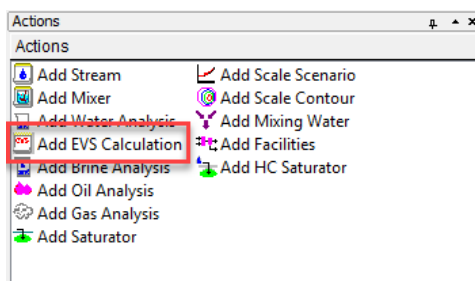 Actions
Actions
Add Stream
Add Mixer
Add Water Analysis
Add EVS Calculation
Add Brine Analysis
Add Oil Analysis
Add Gas Analysis
Add Saturator
Add Scale Scenario
Add Scale Contour
Add Mixing Water
Add Facilities
Add HC Saturator